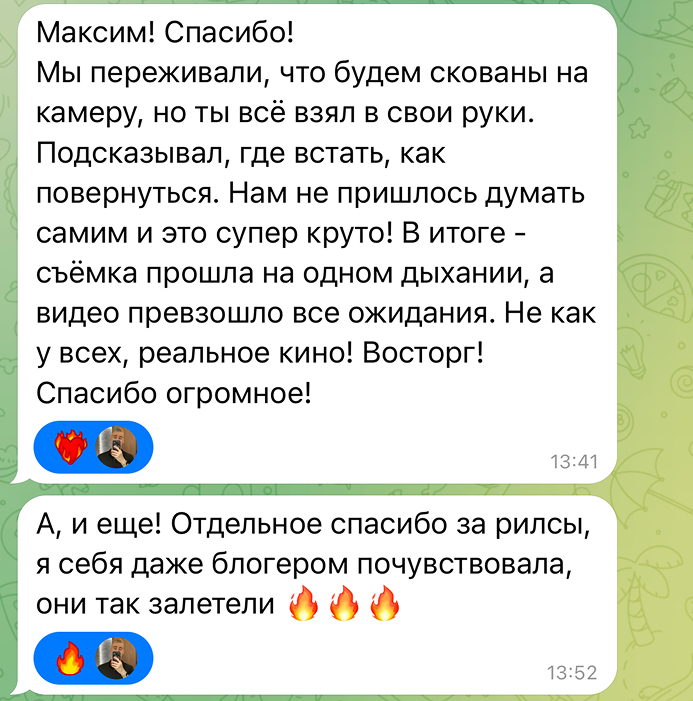 Максим! Спасибо!
Мы переживали, что будем скованы на
камеру, но ты всё взял в свои руки.
Подсказывал, где встать, как
повернуться. Нам не пришлось думать
самим и это супер круто! В итоге -
съёмка прошла на одном дыхании, а
видео превзошло все ожидания. Не как
у всех, реальное кино! Восторг!
Спасибо огромное!
❤️‍🔥
13:41
А, и еще! Отдельное спасибо за рилсы,
я себя даже блогером почувствовала,
они так залетели 🔥🔥🔥
🔥
13:52